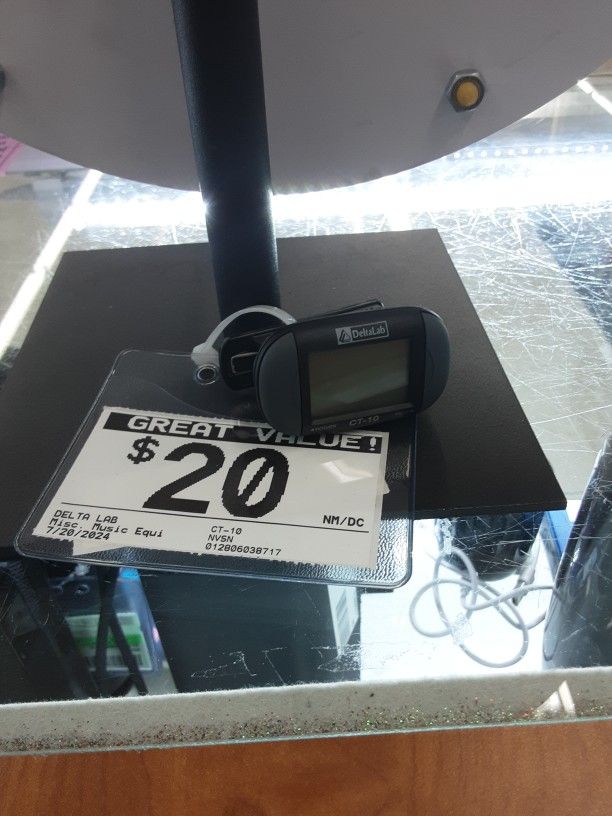 DeltaLab
CT-10
GREAT VALUE!
$20
NM/DC
DELTA LAB
Misc. Music Equi
7/20/2024
CT-10
NVSN
012806038717